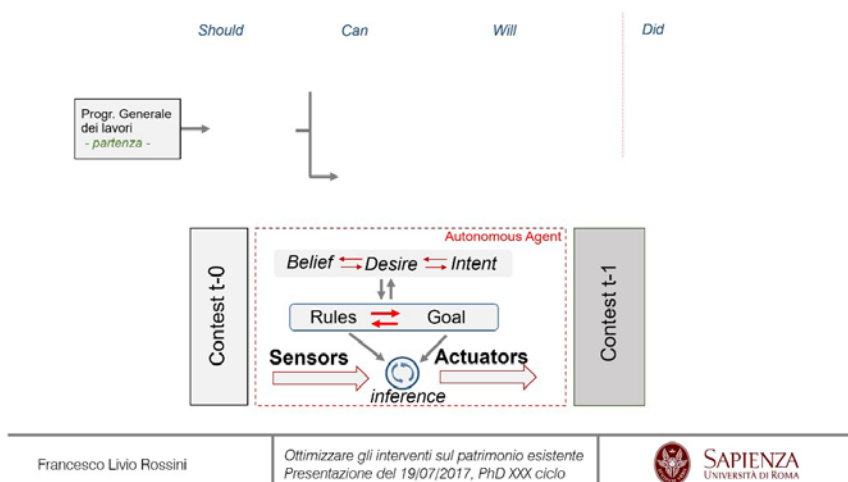 Should Can Will Did
Progr. Generale
dei lavori
- partenza -
Autonomous Agent
Belief Desire Intent
Rules Goal
Sensors Actuators
inference
Contest t-0
Contest t-1
Francesco Livio Rossini
Ottimizzare gli interventi sul patrimonio esistente
Presentazione del 19/07/2017, PhD XXX ciclo
SAPIENZA
UNIVERSITÀ DI ROMA